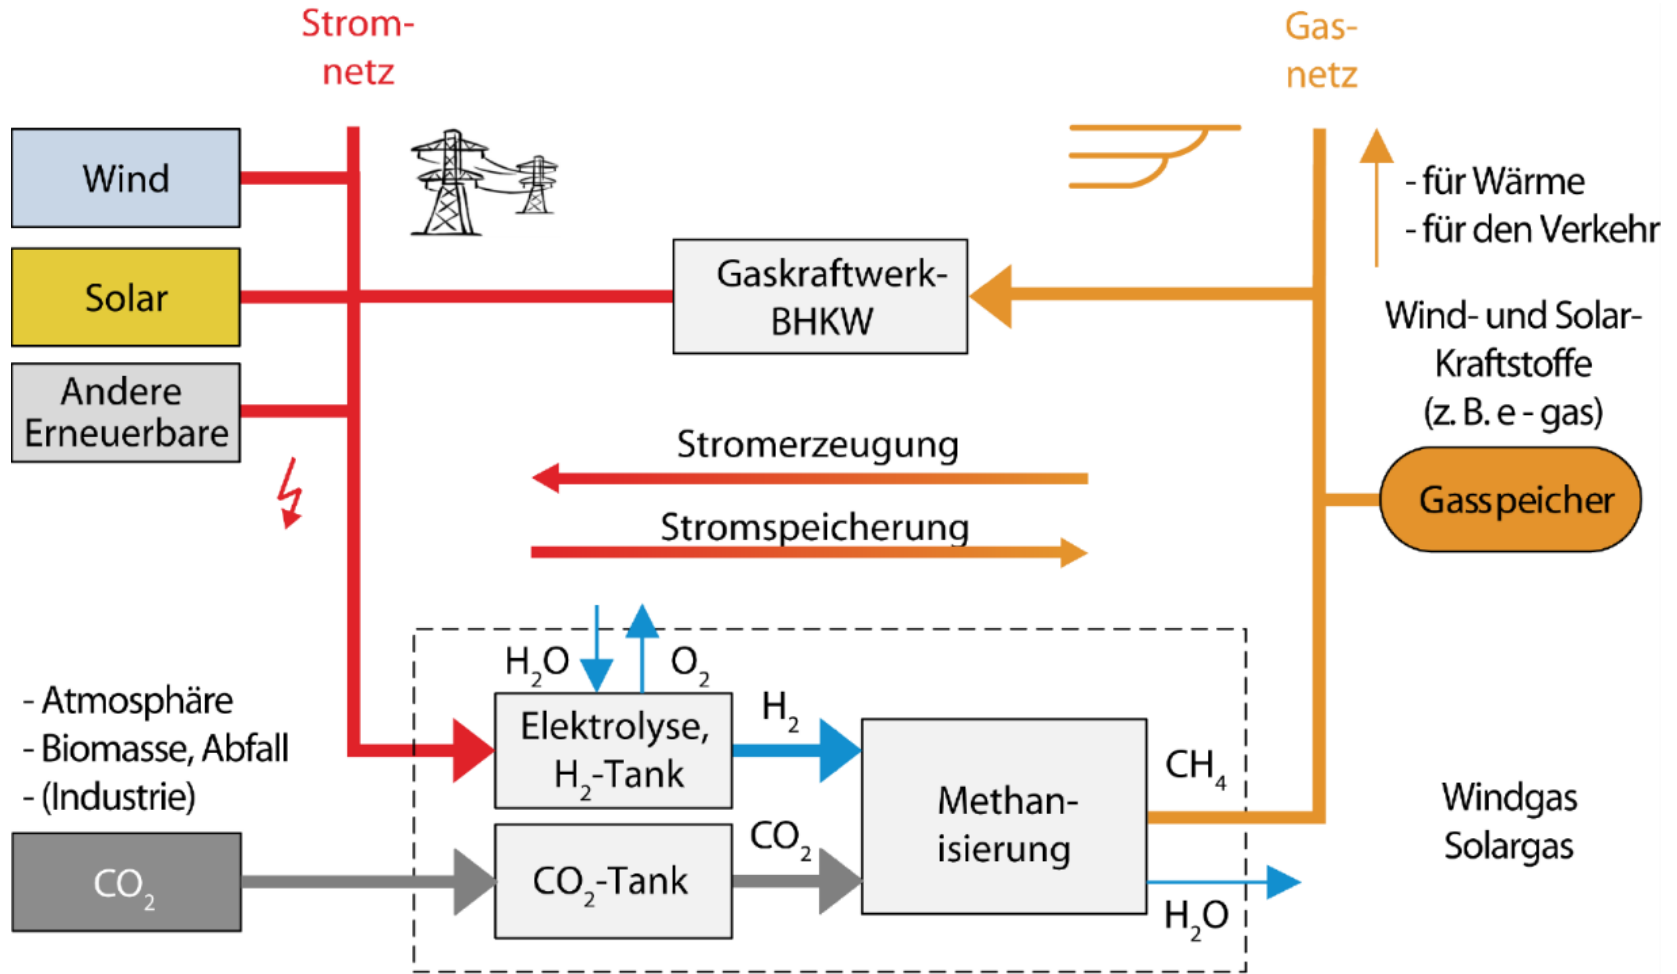 Strom-
netz
Gas-
netz
Wind
Solar
Andere
Erneuerbare
Gaskraftwerk-
BHKW
- für Wärme
- für den Verkehr
Wind- und Solar-
Kraftstoffe
(z. B. e - gas)
Gasspeicher
Stromerzeugung
Stromspeicherung
H₂O
O₂
- Atmosphäre
- Biomasse, Abfall
- (Industrie)
CO₂
Elektrolyse,
H₂-Tank
H₂
CO₂-Tank
CO₂
Methan-
isierung
CH₄
H₂O
Windgas
Solargas